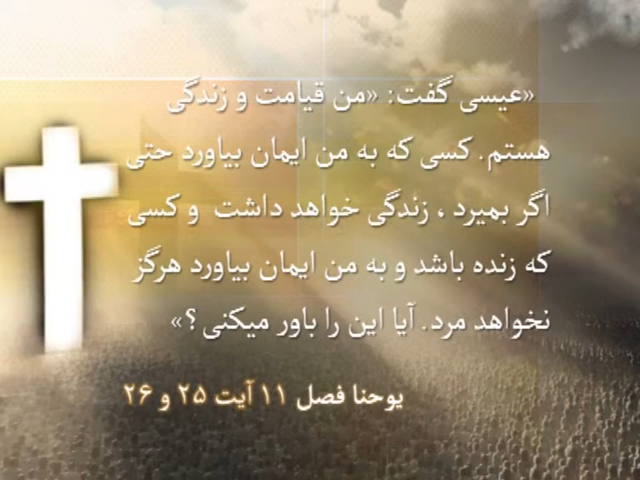 «عیسی گفت: «من قیامت و زندگی
هستم. کسی که به من ایمان بیاورد حتی
اگر بمیرد ، زندگی خواهد داشت و کسی
که زنده باشد و به من ایمان بیاورد هرگز
نخواهد مرد. آیا این را باور میکنی؟»
یوحنا فصل ۱۱ آیت ۲۵ و ۲۶